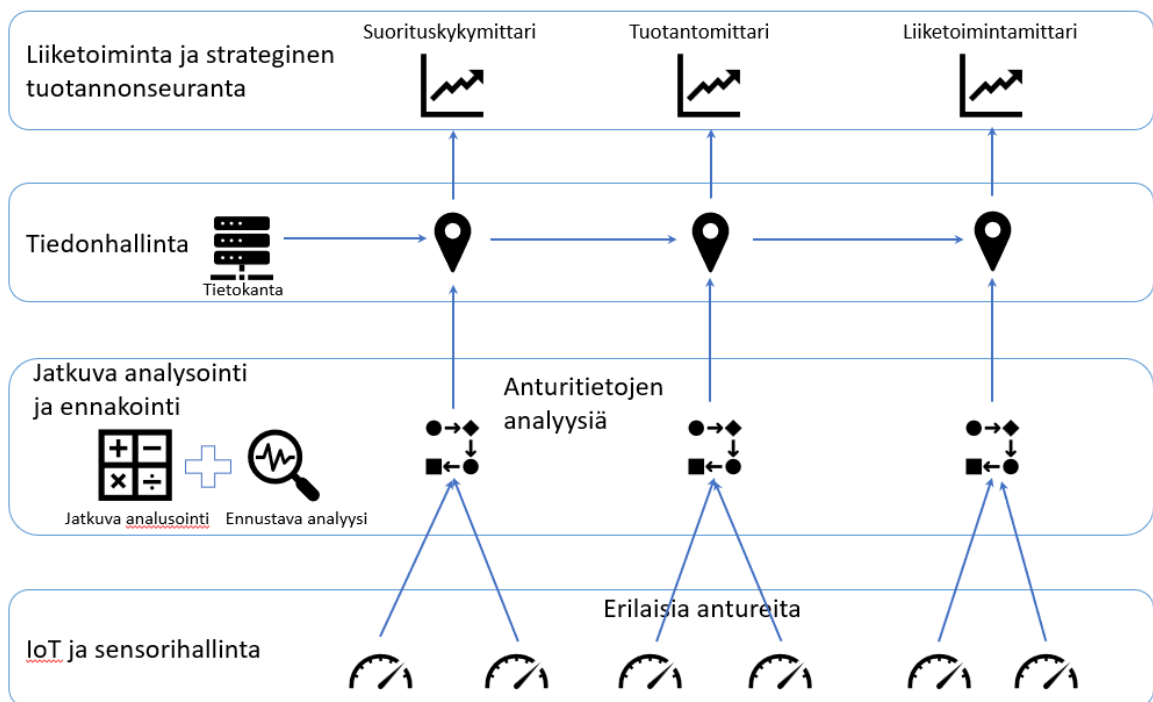 Liiketoiminta ja strateginen
tuotannonseuranta
Suorituskykymittari
Tuotantomittari
Liiketoimintamittari
Tiedonhallinta
Tietokanta
Jatkuva analysointi
ja ennakointi
Jatkuva analusointi
Ennustava analyysi
Anturitietojen
analyysiä
IoT ja sensorihallinta
Erilaisia antureita